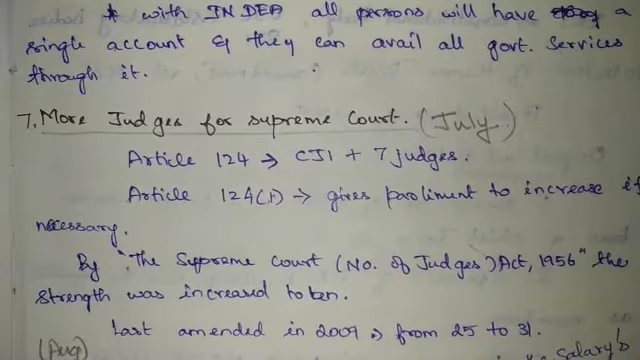 * with INDEA all persons will have a
single account & they can avail all govt. services
through it.
7. More Judges for supreme Court. (July)
Article 124 → CJI + 7 judges.
Article 124(1) → gives parliment to increase if
necessary.
By "The Supreme Court (No. of Judges) Act, 1956" the
strength was increased to ten.
Last amended in 2009 → from 25 to 31.
(Aug) salary's